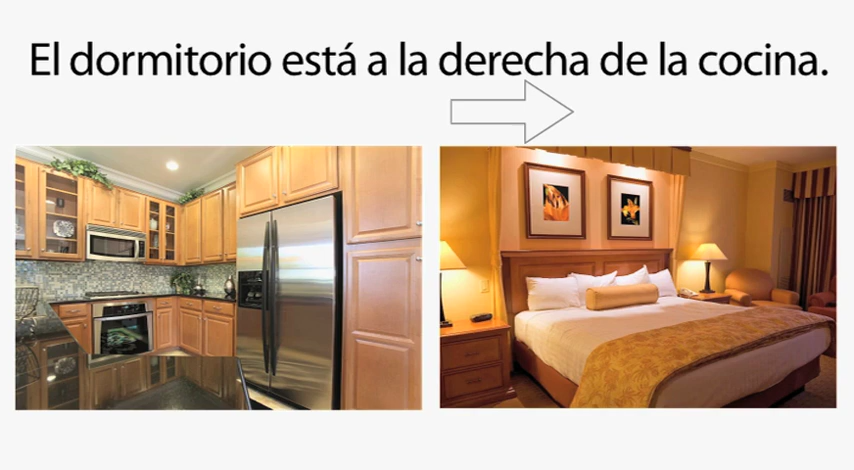 El dormitorio está a la derecha de la cocina.